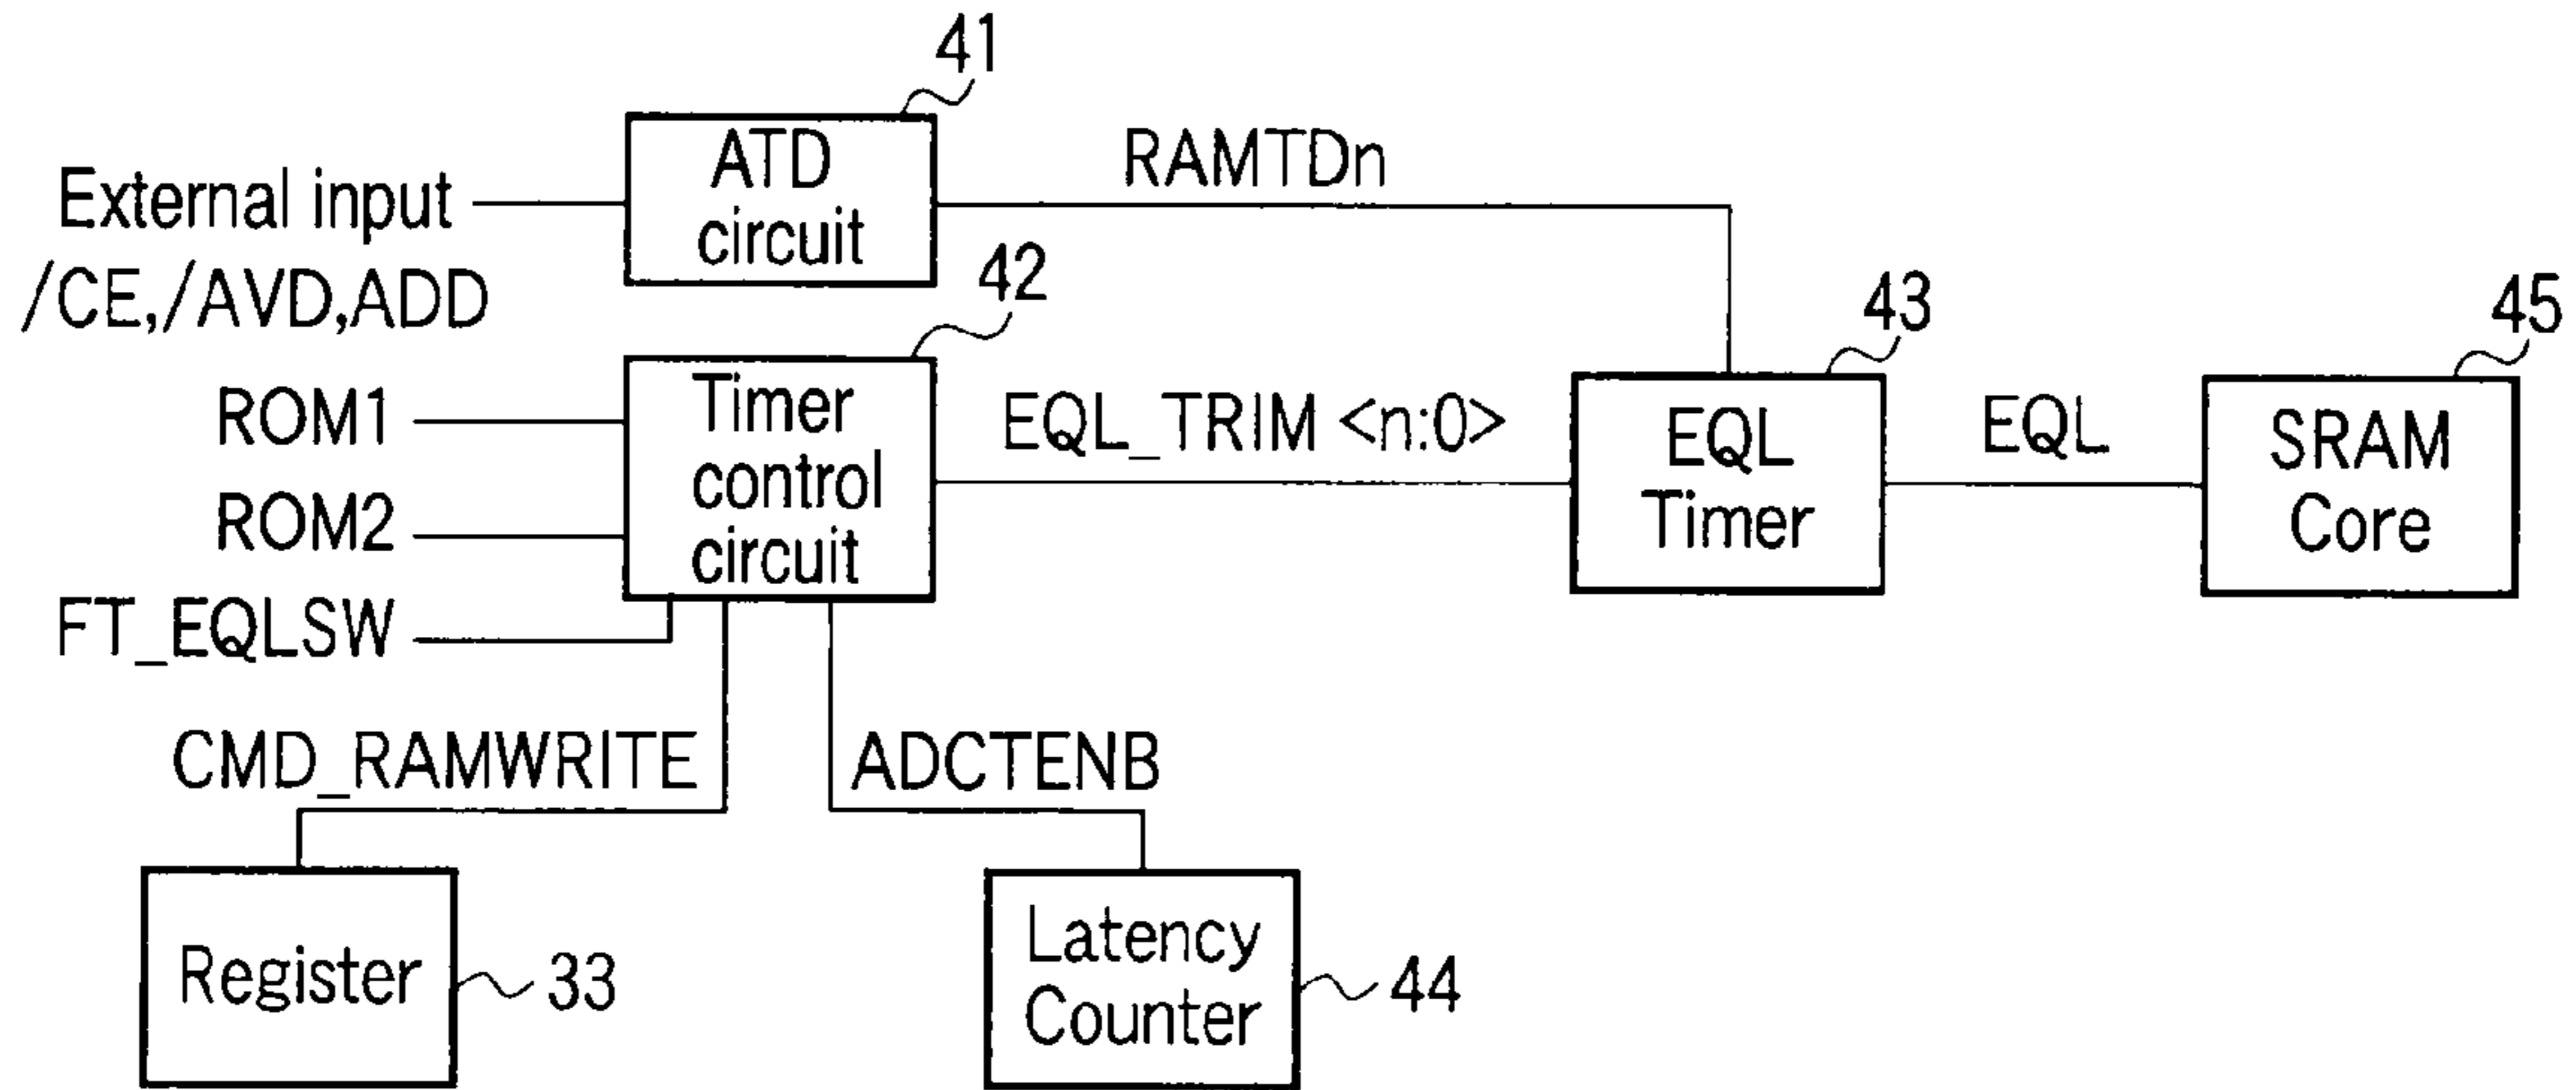 41
ATD
circuit
RAMTDn
External input
/CE,/AVD,ADD
42
43
45
ROM1
ROM2
FT_EQLSW
Timer
control
circuit
EQL_TRIM <n:0>
EQL
Timer
EQL
SRAM
Core
CMD_RAMWRITE
ADCTENB
Register
33
Latency
Counter
44